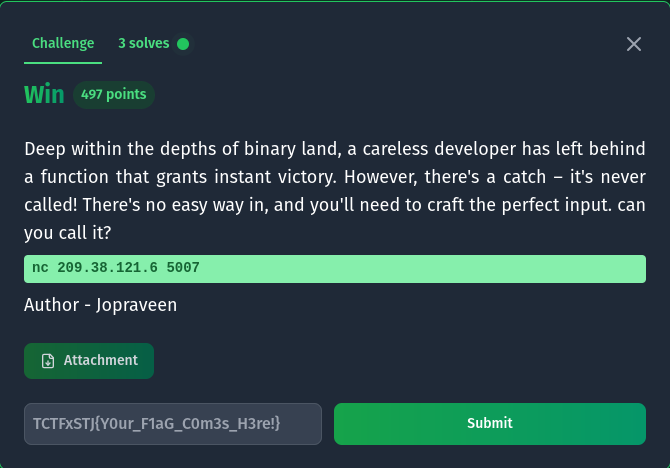 Challenge 3 solves
Win 497 points
Deep within the depths of binary land, a careless developer has left behind
a function that grants instant victory. However, there's a catch – it's never
called! There's no easy way in, and you'll need to craft the perfect input. can
you call it?
nc 209.38.121.6 5007
Author - Jopraveen
Attachment
TCTFxSTJ{Y0ur_F1aG_C0m3s_H3re!} Submit